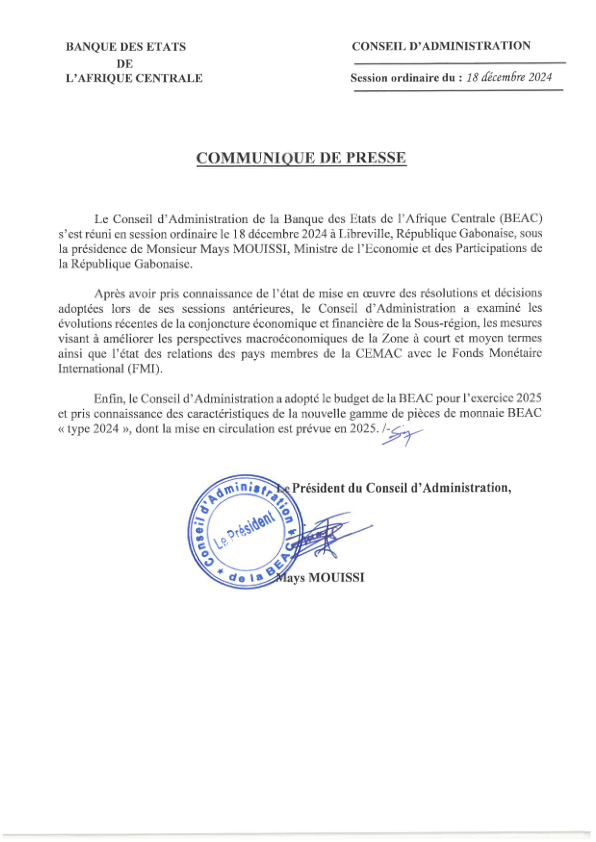 BANQUE DES ETATS
DE
L'AFRIQUE CENTRALE
CONSEIL D'ADMINISTRATION
Session ordinaire du : 18 décembre 2024
COMMUNIQUE DE PRESSE
Le Conseil d'Administration de la Banque des Etats de l'Afrique Centrale (BEAC)
s'est réuni en session ordinaire le 18 décembre 2024 à Libreville, République Gabonaise, sous
la présidence de Monsieur Mays MOUISSI, Ministre de l'Economie et des Participations de
la République Gabonaise.
Après avoir pris connaissance de l'état de mise en œuvre des résolutions et décisions
adoptées lors de ses sessions antérieures, le Conseil d'Administration a examiné les
évolutions récentes de la conjoncture économique et financière de la Sous-région, les mesures
visant à améliorer les perspectives macroéconomiques de la Zone à court et moyen termes
ainsi que l'état des relations des pays membres de la CEMAC avec le Fonds Monétaire
International (FMI).
Enfin, le Conseil d'Administration a adopté le budget de la BEAC pour l'exercice 2025
et pris connaissance des caractéristiques de la nouvelle gamme de pièces de monnaie BEAC
« type 2024 », dont la mise en circulation est prévue en 2025. /-
Le Président du Conseil d'Administration,
Conseil d'Administration
Le Président
de la BEAC
Mays MOUISSI